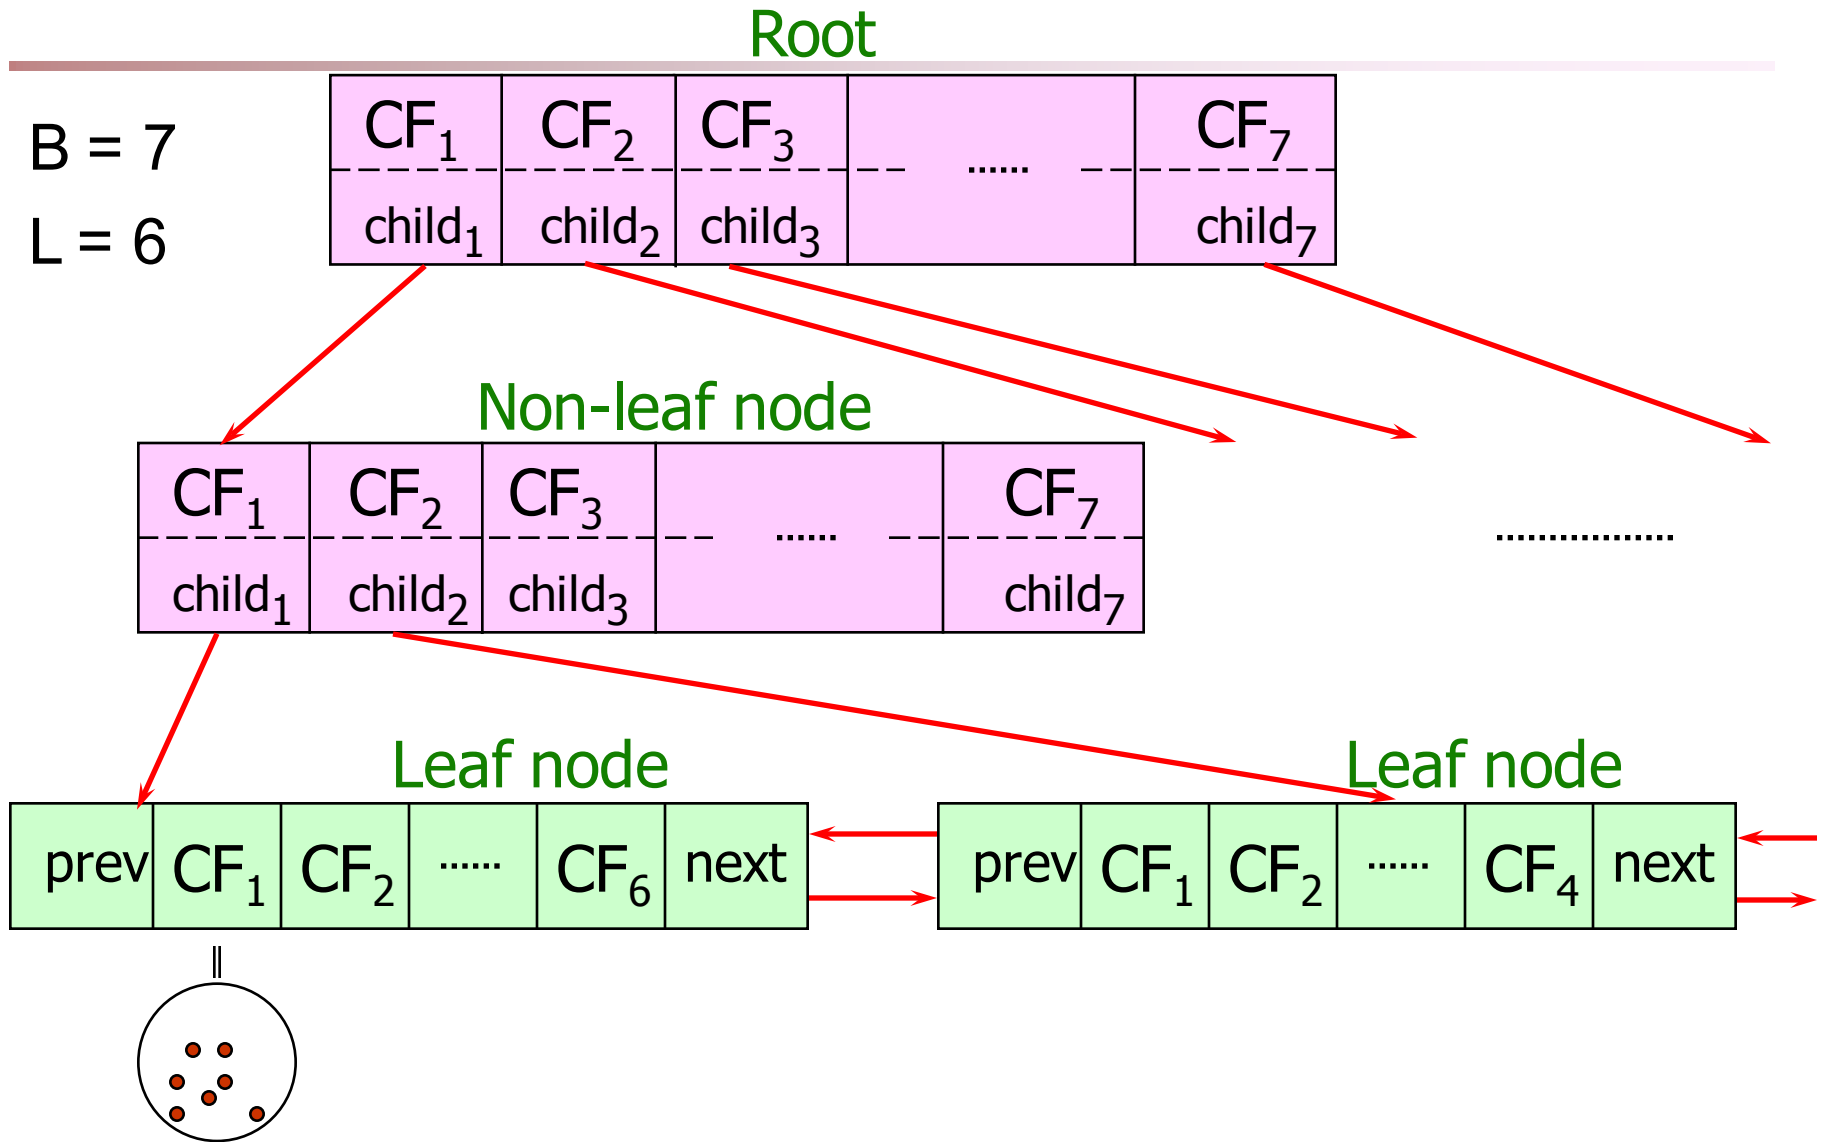 Root
B = 7
L = 6
CF₁ CF₂ CF₃ ...... CF₇
child₁ child₂ child₃ child₇
Non-leaf node
CF₁ CF₂ CF₃ ...... CF₇
child₁ child₂ child₃ child₇
.................
Leaf node Leaf node
prev CF₁ CF₂ ...... CF₆ next prev CF₁ CF₂ ...... CF₄ next